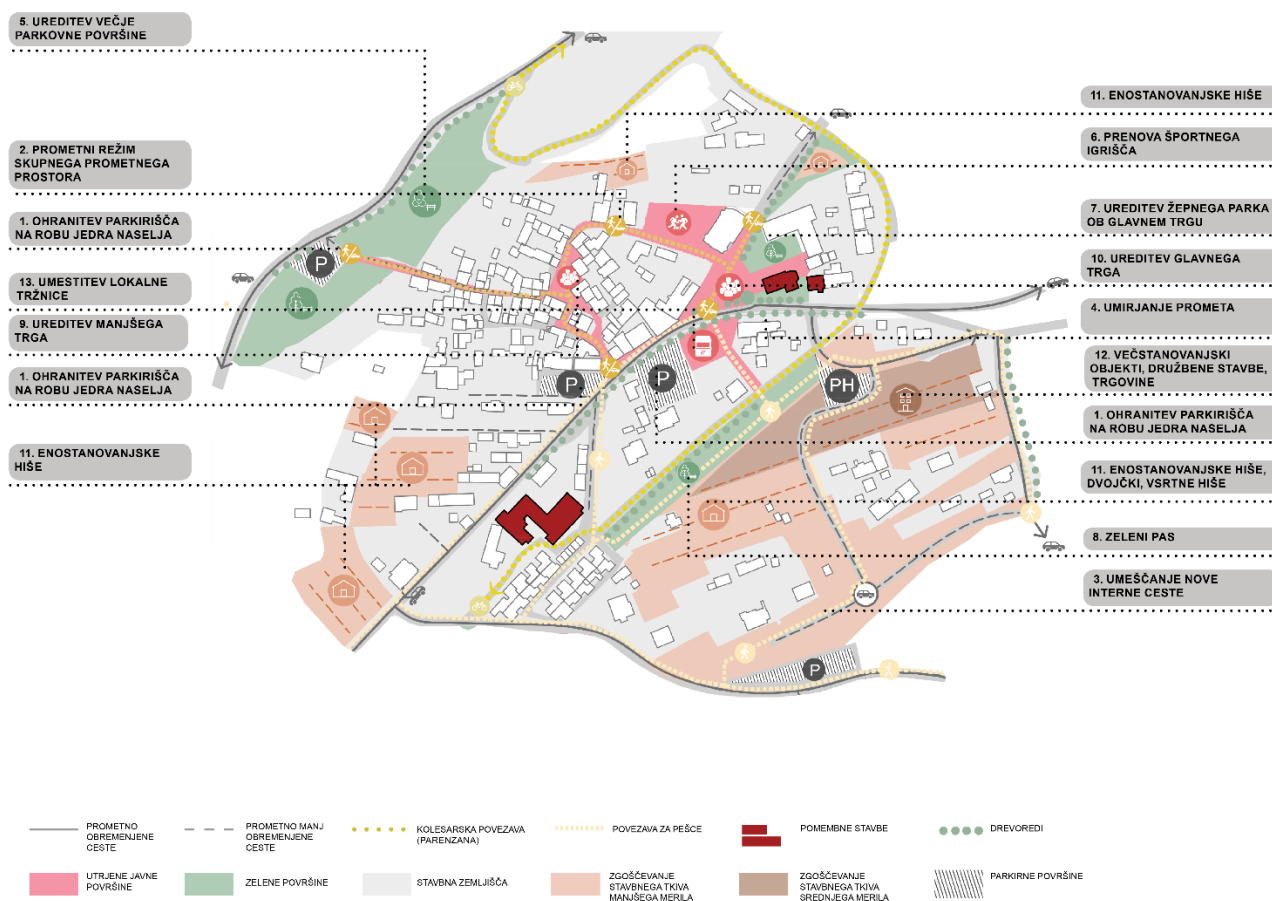 5. UREDITEV VEČJE
PARKOVNE POVRŠINE
2. PROMETNI REŽIM
SKUPNEGA PROMETNEGA
PROSTORA
1. OHRANITEV PARKIRIŠČA
NA ROBU JEDRA NASELJA
13. UMESTITEV LOKALNE
TRŽNICE
9. UREDITEV MANJŠEGA
TRGA
1. OHRANITEV PARKIRIŠČA
NA ROBU JEDRA NASELJA
11. ENOSTANOVANJSKE
HIŠE
11. ENOSTANOVANJSKE HIŠE
6. PRENOVA ŠPORTNEGA
IGRIŠČA
7. UREDITEV ŽEPNEGA PARKA
OB GLAVNEM TRGU
10. UREDITEV GLAVNEGA
TRGA
4. UMIRJANJE PROMETA
12. VEČSTANOVANJSKI
OBJEKTI, DRUŽBENE STAVBE,
TRGOVINE
1. OHRANITEV PARKIRIŠČA
NA ROBU JEDRA NASELJA
11. ENOSTANOVANJSKE HIŠE,
DVOJČKI, VSRTNE HIŠE
8. ZELENI PAS
3. UMEŠČANJE NOVE
INTERNE CESTE
P
P
P
PH
P
PROMETNO
OBREMENJENE
CESTE
PROMETNO MANJ
OBREMENJENE
CESTE
KOLESARSKA POVEZAVA
(PARENZANA)
POVEZAVA ZA PEŠCE
POMEMBNE STAVBE
DREVOREDI
UTRJENE JAVNE
POVRŠINE
ZELENE POVRŠINE
STAVBNA ZEMLJIŠČA
ZGOŠČEVANJE
STAVBNEGA TKIVA
MANJŠEGA MERILA
ZGOŠČEVANJE
STAVBNEGA TKIVA
SREDNJEGA MERILA
PARKIRNE POVRŠINE